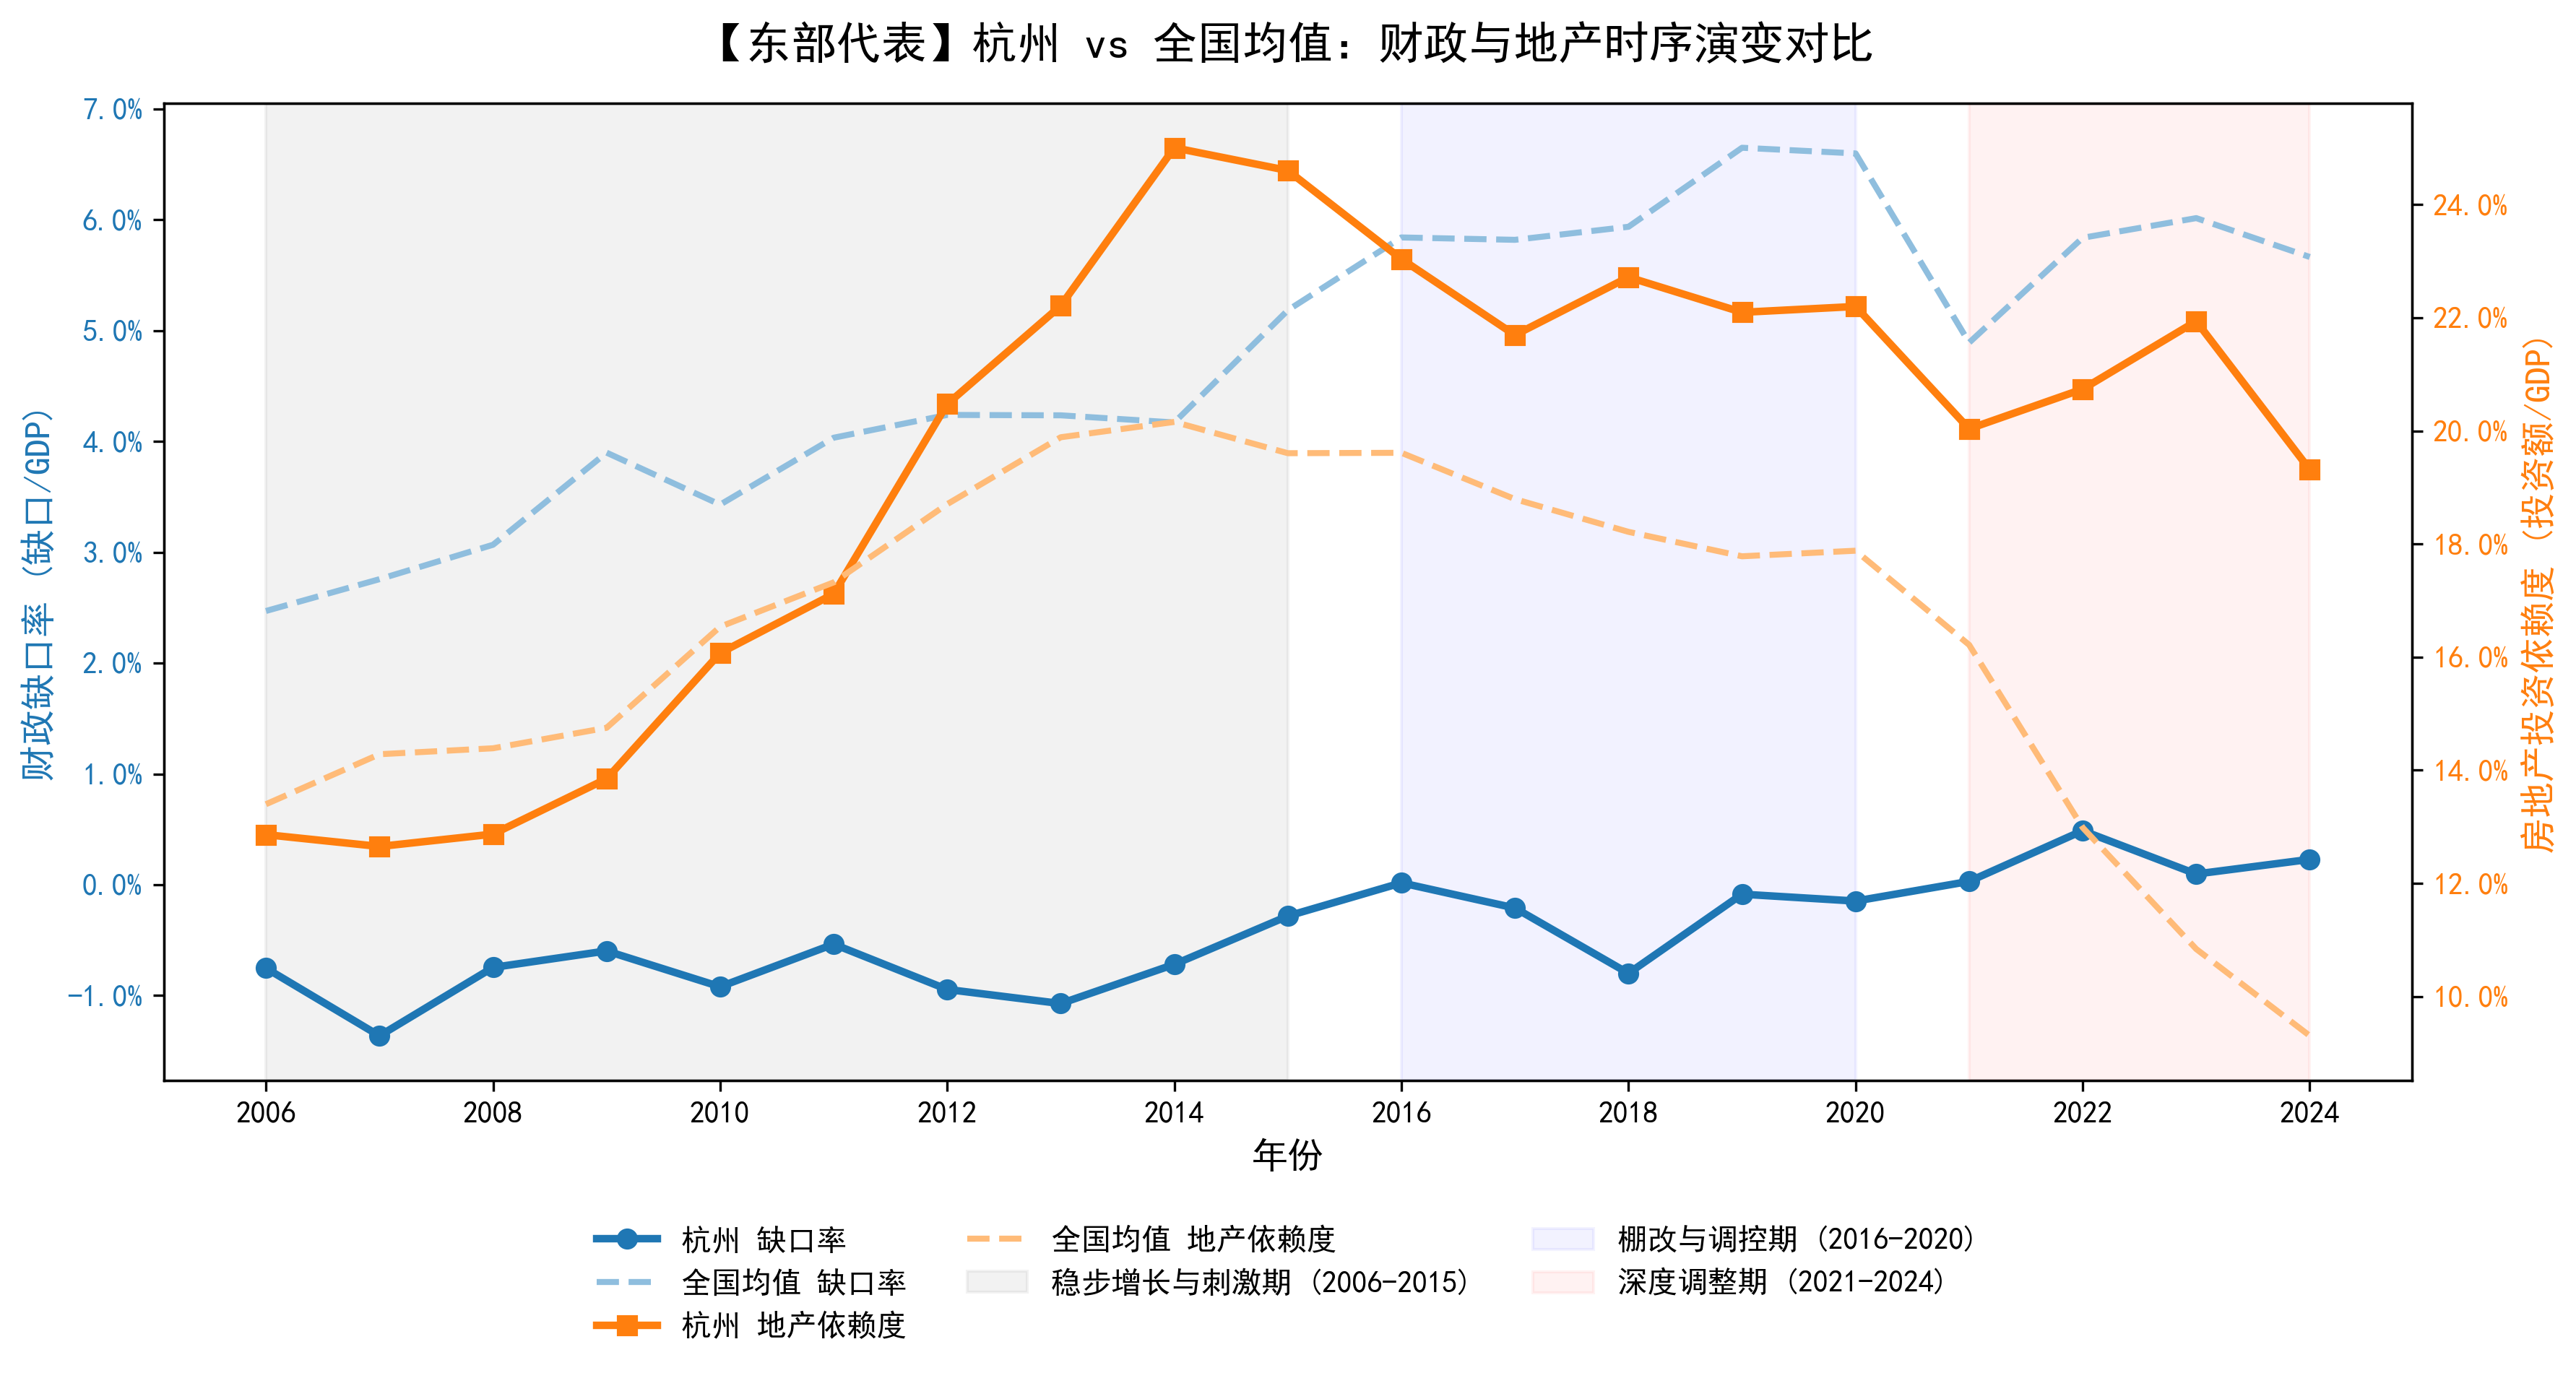 【东部代表】杭州 vs 全国均值：财政与地产时序演变对比
7.0%
6.0%
5.0%
4.0%
3.0%
2.0%
1.0%
0.0%
−1.0%
财政缺口率 (缺口/GDP)
24.0%
22.0%
20.0%
18.0%
16.0%
14.0%
12.0%
10.0%
房地产投资依赖度 (投资额/GDP)
2006 2008 2010 2012 2014 2016 2018 2020 2022 2024
年份
杭州 缺口率
全国均值 缺口率
杭州 地产依赖度
全国均值 地产依赖度
稳步增长与刺激期 (2006-2015)
棚改与调控期 (2016-2020)
深度调整期 (2021-2024)